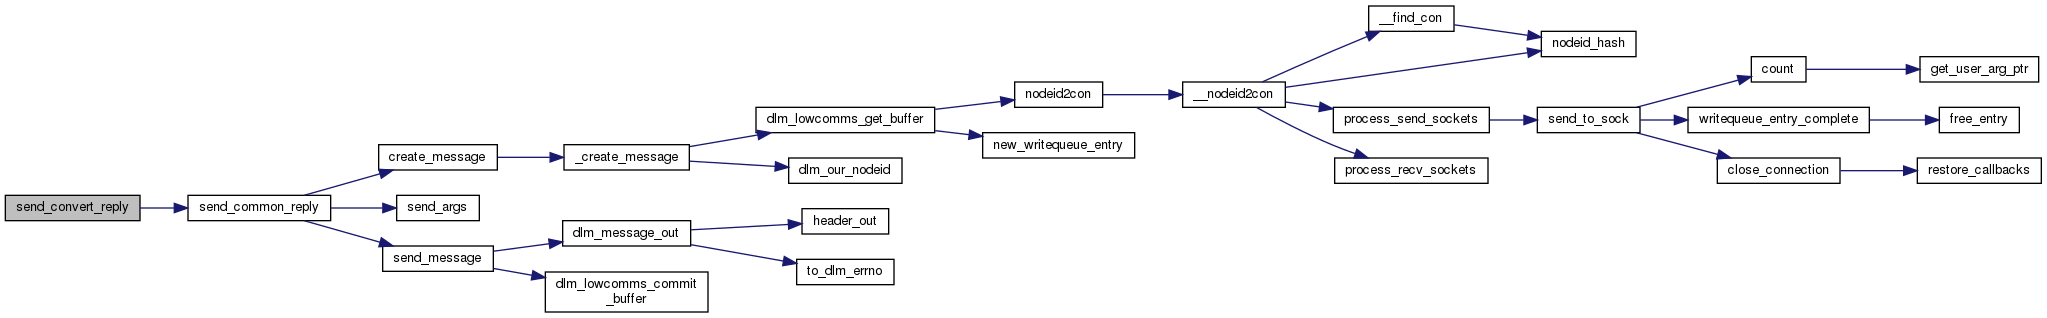 send_convert_reply
send_common_reply
create_message
send_args
send_message
_create_message
dlm_message_out
dlm_lowcomms_commit
_buffer
dlm_lowcomms_get_buffer
dlm_our_nodeid
header_out
to_dlm_errno
nodeid2con
new_writequeue_entry
__nodeid2con
__find_con
nodeid_hash
process_send_sockets
process_recv_sockets
send_to_sock
count
writequeue_entry_complete
close_connection
get_user_arg_ptr
free_entry
restore_callbacks